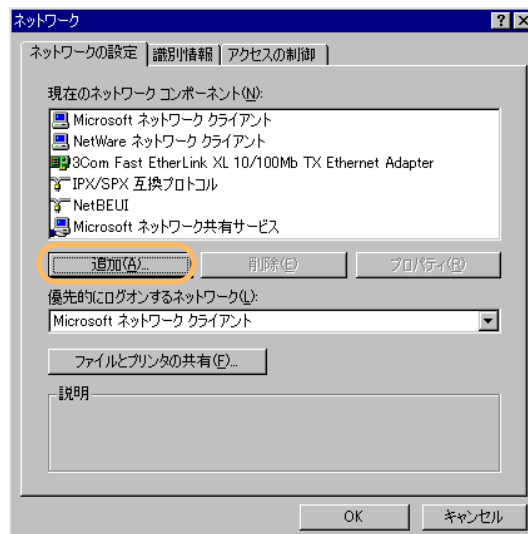 ネットワーク
ネットワークの設定 識別情報 アクセスの制御
現在のネットワーク コンポーネント(N):
Microsoft ネットワーク クライアント
NetWare ネットワーク クライアント
3Com Fast EtherLink XL 10/100Mb TX Ethernet Adapter
IPX/SPX 互換プロトコル
NetBEUI
Microsoft ネットワーク共有サービス
追加(A)... 削除(E) プロパティ(R)
優先的にログオンするネットワーク(L):
Microsoft ネットワーク クライアント
ファイルとプリンタの共有(F)...
説明
OK キャンセル